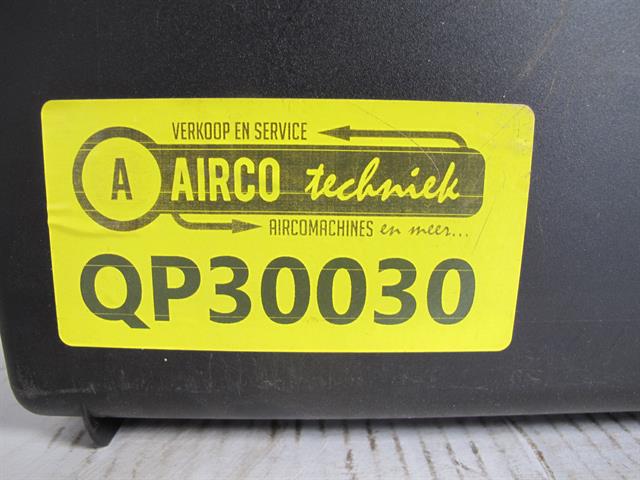 VERKOOP EN SERVICE
A AIRCO techniek
AIRCOMACHINES en meer...
QP30030